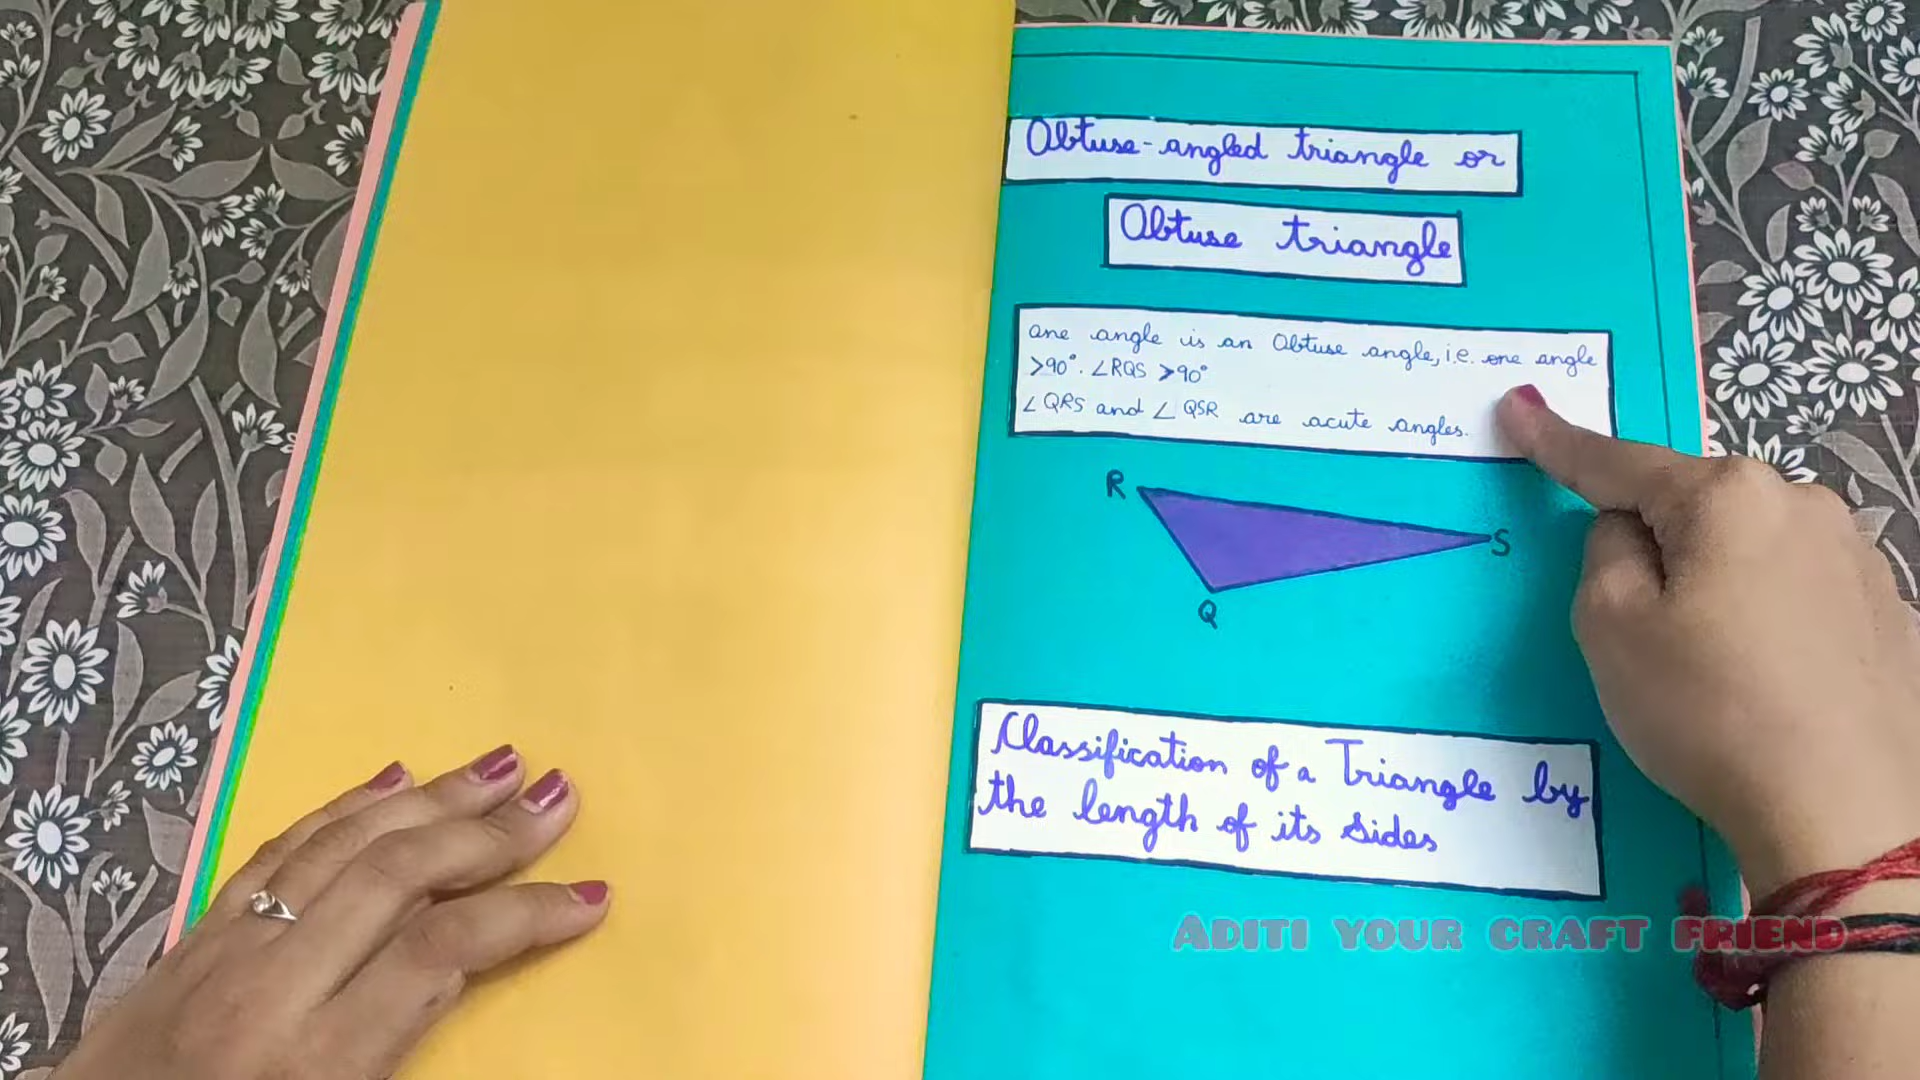 Obtuse-angled triangle or
Obtuse triangle
ane angle is an Obtuse angle, i.e. one angle
>90°. ∠RQS >90°
∠QRS and ∠QSR are acute angles.
R
S
Q
Classification of a Triangle by
the length of its sides
ADITI YOUR CRAFT FRIEND